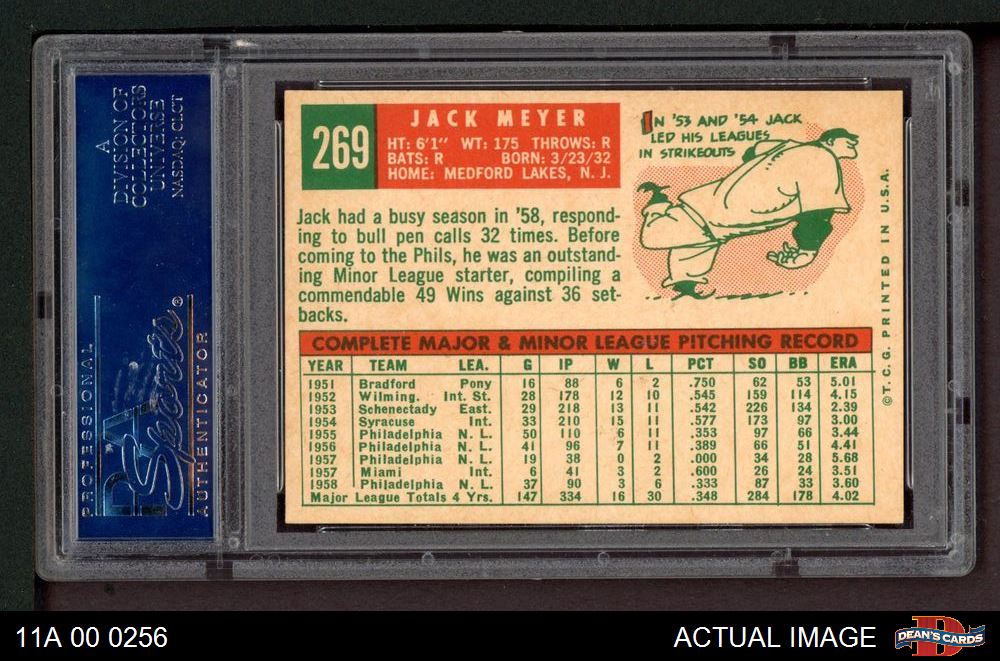 A
DIVISION OF
COLLECTORS
UNIVERSE
NASDAQ: CLCT
PROFESSIONAL
PSA
Sports®
AUTHENTICATOR
269
JACK MEYER
HT: 6'1" WT: 175 THROWS: R
BATS: R BORN: 3/23/32
HOME: MEDFORD LAKES, N. J.
IN '53 AND '54 JACK
LED HIS LEAGUES
IN STRIKEOUTS
Jack had a busy season in '58, respond-
ing to bull pen calls 32 times. Before
coming to the Phils, he was an outstand-
ing Minor League starter, compiling a
commendable 49 Wins against 36 set-
backs.
COMPLETE MAJOR & MINOR LEAGUE PITCHING RECORD
YEAR TEAM LEA. G IP W L PCT SO BB ERA
1951 Bradford Pony 16 88 6 2 .750 62 53 5.01
1952 Wilming. Int. St. 28 178 12 10 .545 159 114 4.15
1953 Schenectady East. 29 218 13 11 .542 226 134 2.39
1954 Syracuse Int. 33 210 15 11 .577 173 97 3.00
1955 Philadelphia N. L. 50 110 6 11 .353 97 66 3.44
1956 Philadelphia N. L. 41 96 7 11 .389 66 51 4.41
1957 Philadelphia N. L. 19 38 0 2 .000 34 28 5.68
1957 Miami Int. 6 41 3 2 .600 26 24 3.51
1958 Philadelphia N. L. 37 90 3 6 .333 87 33 3.60
Major League Totals 4 Yrs. 147 334 16 30 .348 284 178 4.02
©T.C.G. PRINTED IN U.S.A.
11A 00 0256
ACTUAL IMAGE
D
DEAN'S CARDS